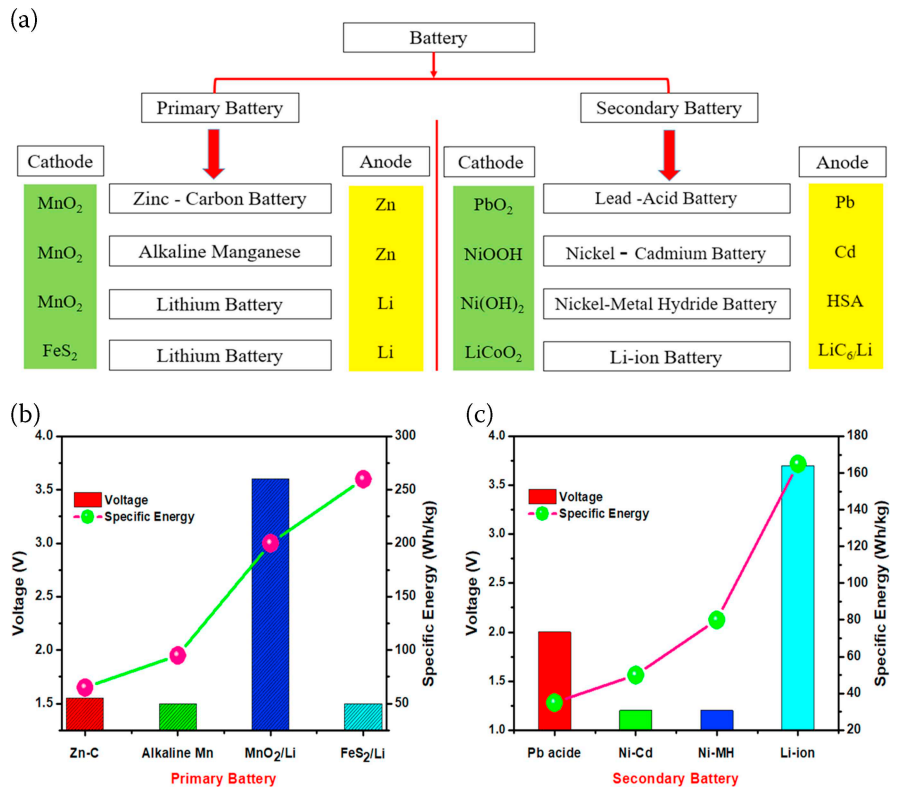 (a)
Battery
Primary Battery
Secondary Battery
Cathode
Anode
Cathode
Anode
MnO₂
Zinc - Carbon Battery
Zn
PbO₂
Lead -Acid Battery
Pb
MnO₂
Alkaline Manganese
Zn
NiOOH
Nickel - Cadmium Battery
Cd
MnO₂
Lithium Battery
Li
Ni(OH)₂
Nickel-Metal Hydride Battery
HSA
FeS₂
Lithium Battery
Li
LiCoO₂
Li-ion Battery
LiC₆/Li
(b)
4.0
3.5
3.0
2.5
2.0
1.5
Voltage (V)
Voltage
Specific Energy
300
250
200
150
100
50
Specific Energy (Wh/kg)
Zn-C
Alkaline Mn
MnO₂/Li
FeS₂/Li
Primary Battery
(c)
4.0
3.5
3.0
2.5
2.0
1.5
1.0
Voltage (V)
Voltage
Specific Energy
180
160
140
120
100
80
60
40
20
Specific Energy (Wh/kg)
Pb acide
Ni-Cd
Ni-MH
Li-ion
Secondary Battery